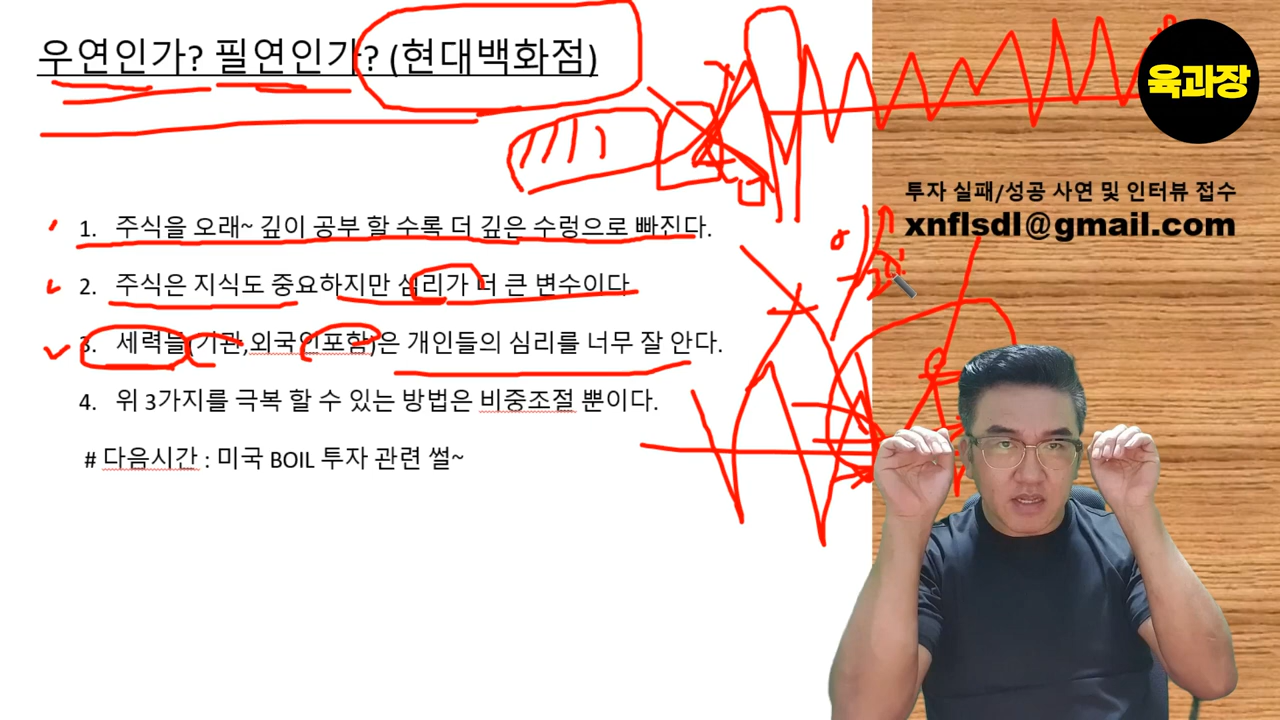 우연인가? 필연인가? (현대백화점)
육과장
투자 실패/성공 사연 및 인터뷰 접수
xnflsdl@gmail.com
1. 주식을 오래~ 깊이 공부 할 수록 더 깊은 수렁으로 빠진다.
2. 주식은 지식도 중요하지만 심리가 더 큰 변수이다
3. 세력들(기관,외국인포함)은 개인들의 심리를 너무 잘 안다.
4. 위 3가지를 극복 할 수 있는 방법은 비중조절 뿐이다.
# 다음시간 : 미국 BOIL 투자 관련 썰~